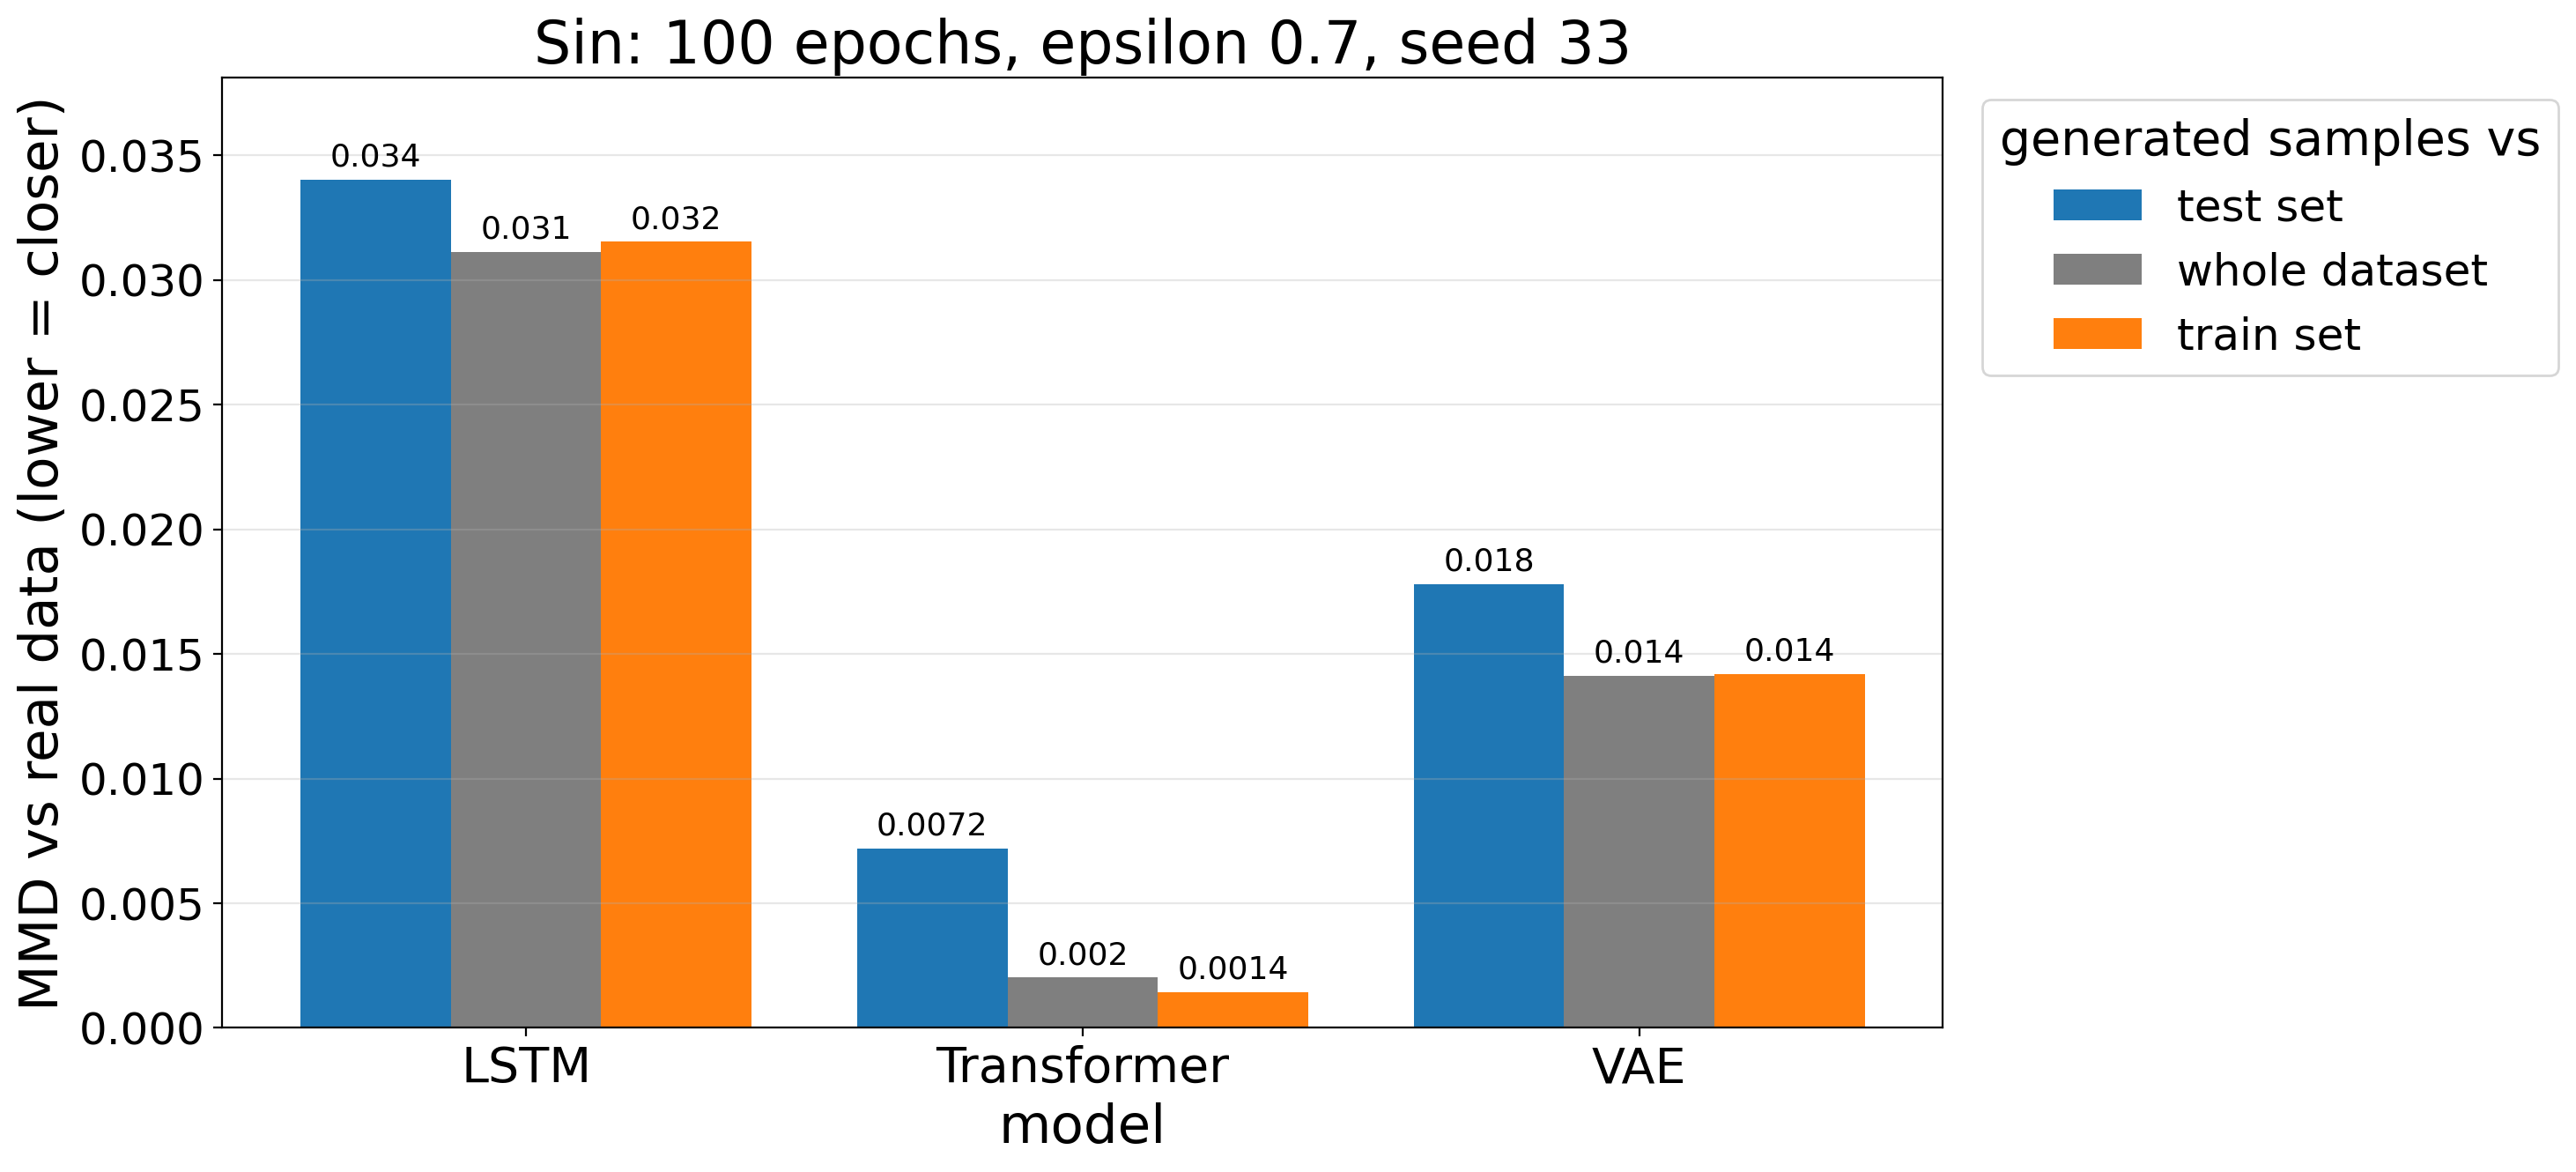 Sin: 100 epochs, epsilon 0.7, seed 33
MMD vs real data (lower = closer)
0.035
0.030
0.025
0.020
0.015
0.010
0.005
0.000
0.034
0.031
0.032
0.0072
0.002
0.0014
0.018
0.014
0.014
LSTM
Transformer
VAE
model
generated samples vs
test set
whole dataset
train set